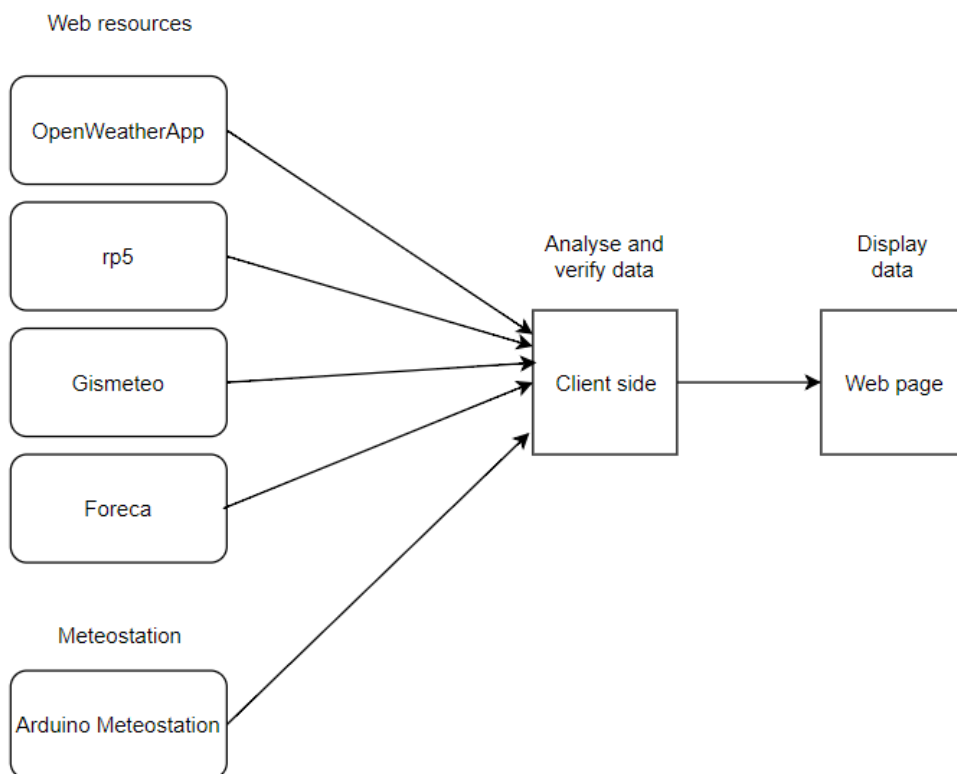 Web resources
OpenWeatherApp
rp5
Gismeteo
Foreca
Meteostation
Arduino Meteostation
Analyse and
verify data
Client side
Display
data
Web page